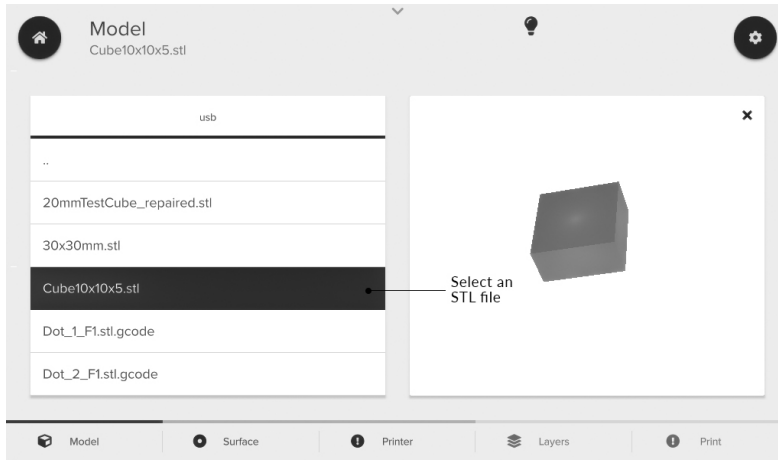 Model
Cube10x10x5.stl
usb
..
20mmTestCube_repaired.stl
30x30mm.stl
Cube10x10x5.stl
Dot_1_F1.stl.gcode
Dot_2_F1.stl.gcode
Select an
STL file
Model
Surface
Printer
Layers
Print